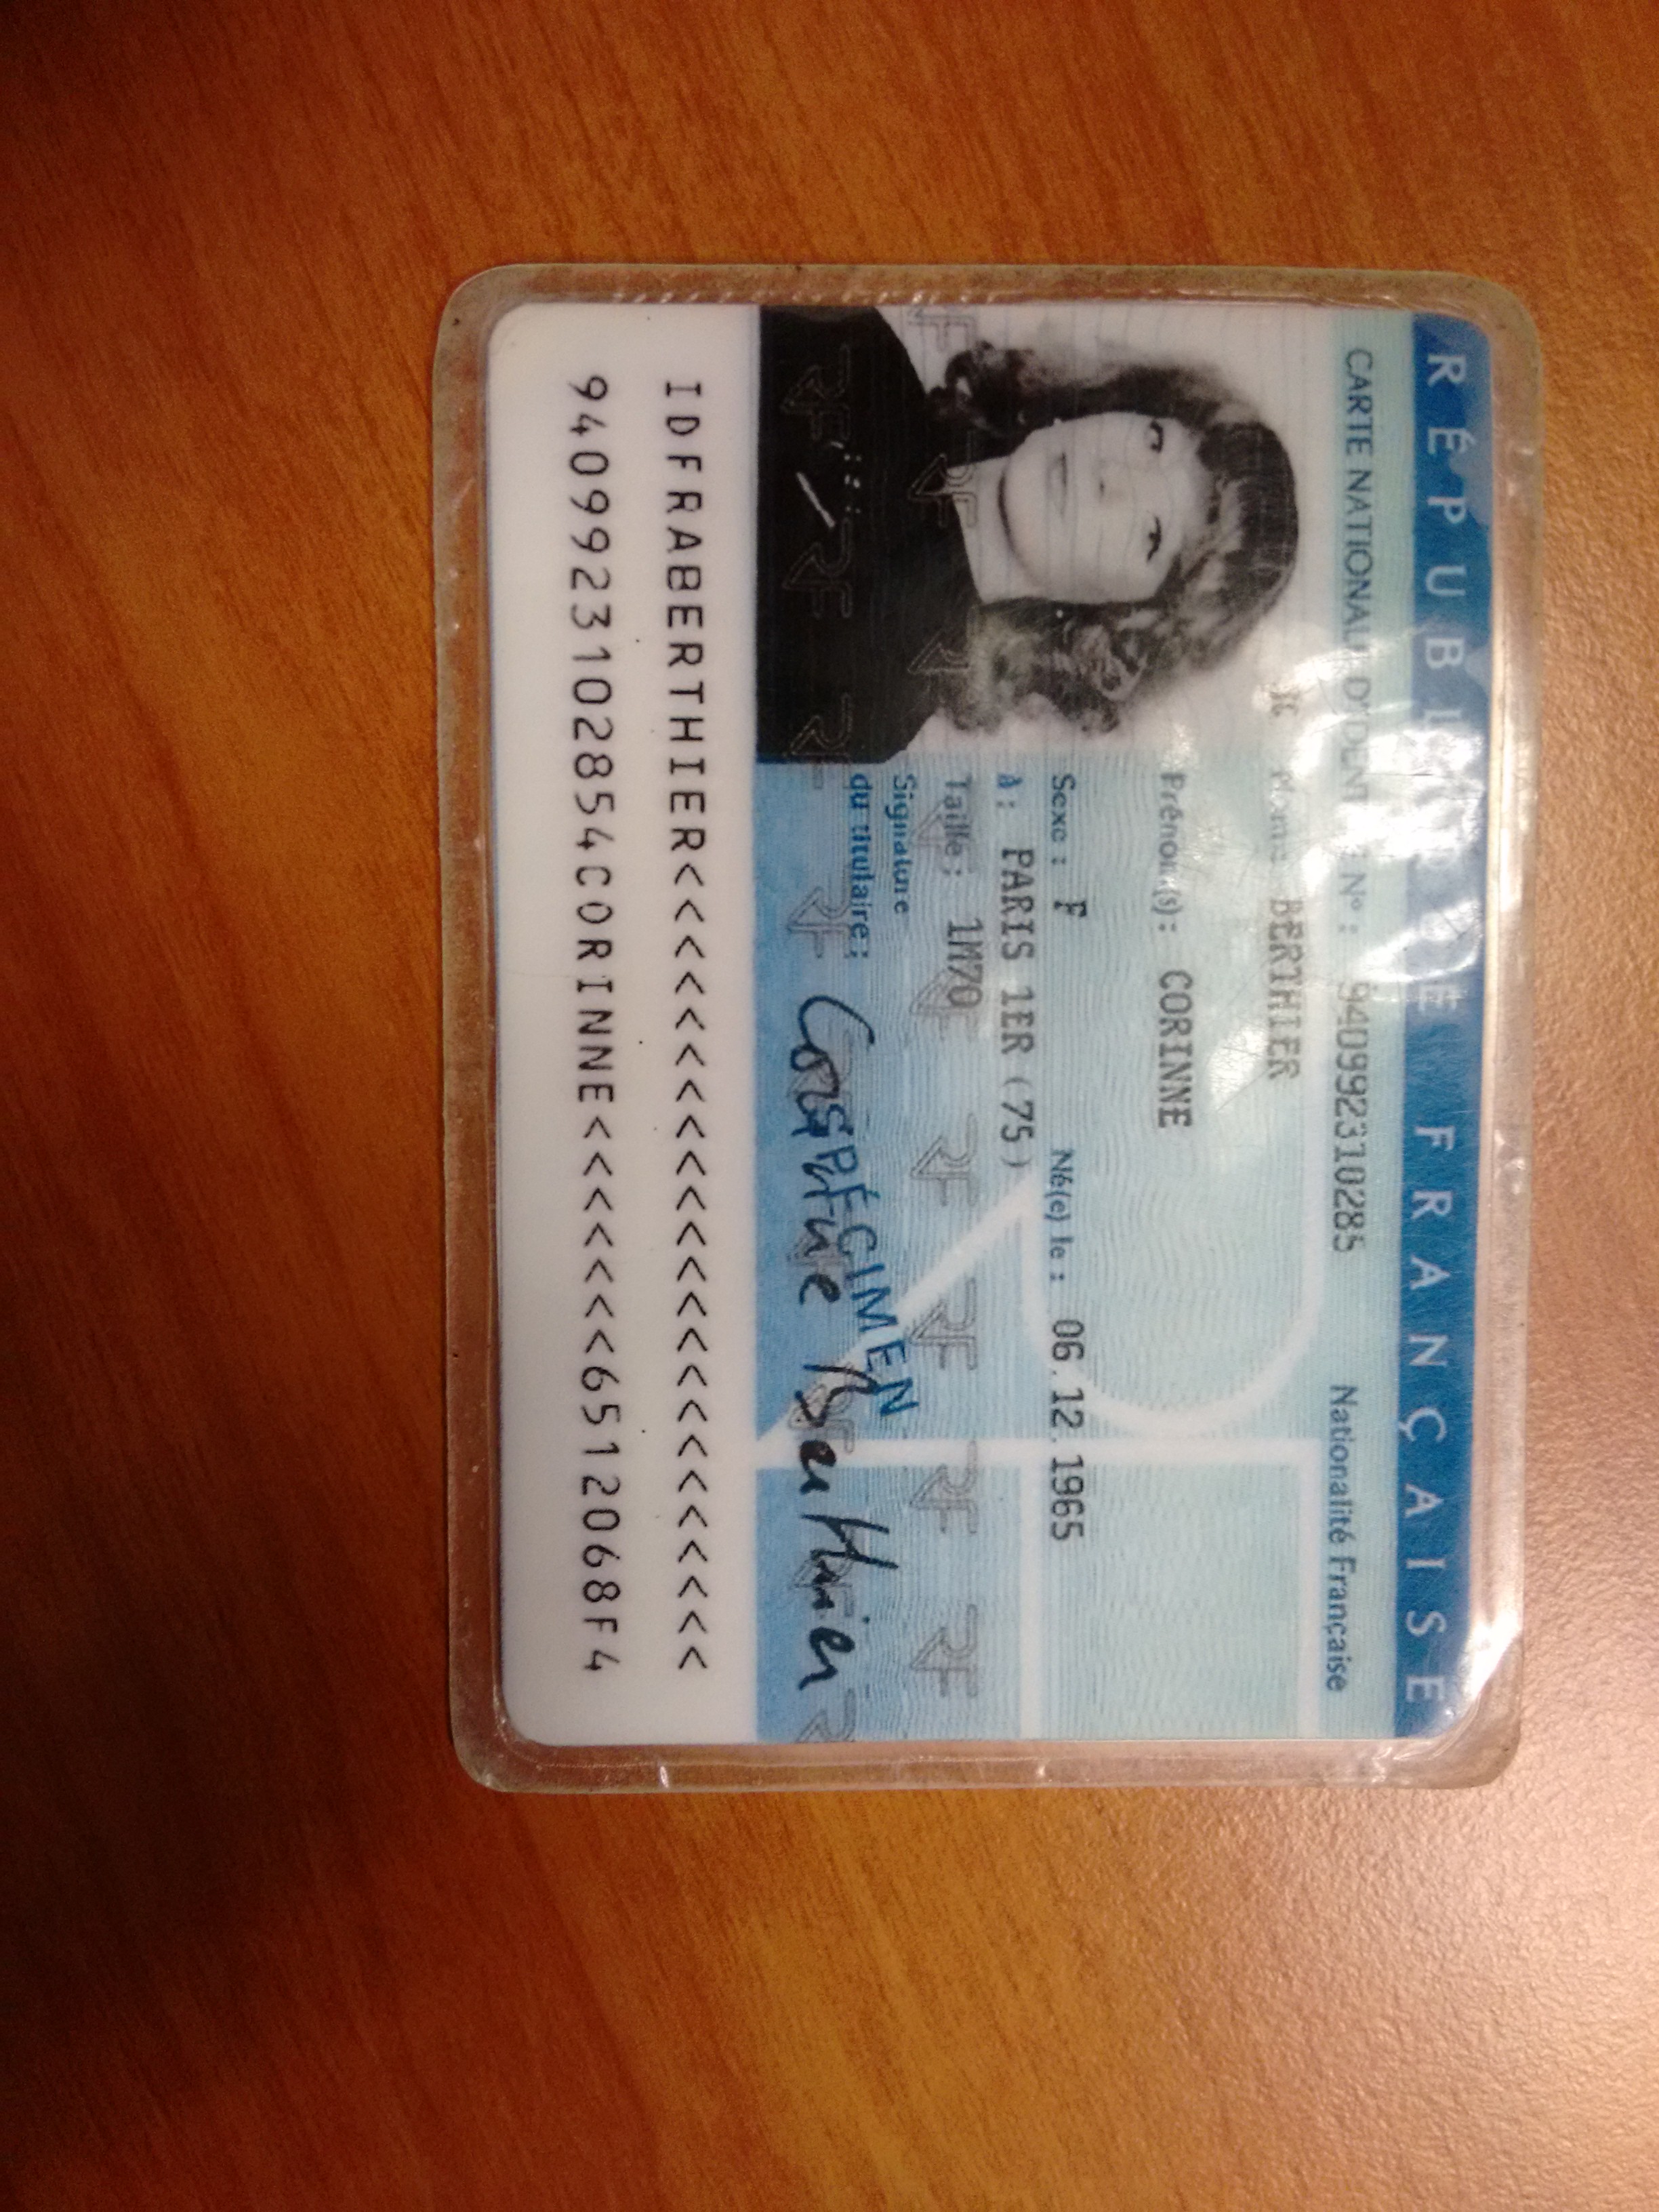 RÉPUBLIQUE FRANÇAISE
CARTE NATIONALE D'IDENTITÉ N° : 940992310285 Nationalité Française
Nom : BERTHIER
Prénom(s) : CORINNE
Sexe : F Né(e) le : 06.12.1965
à : PARIS 1ER (75)
Taille : 1M70
Signature
du titulaire :
SPÉCIMEN
Corinne Berthier
IDFRABERTHIER<<<<<<<<<<<<<<<<<<<<<<<
9409923102854CORINNE<<<<<<<6512068F4